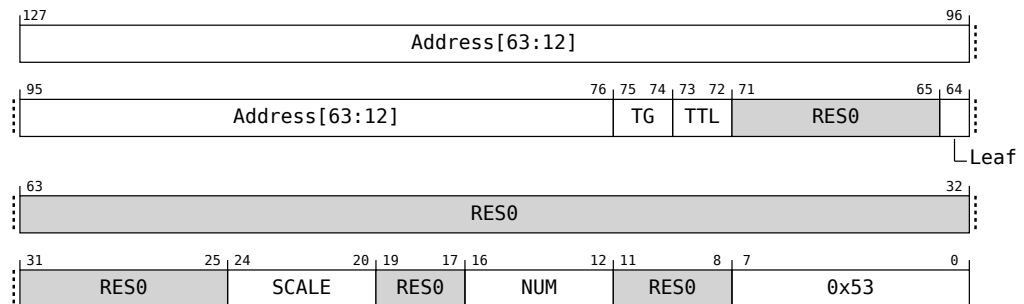 127 96
Address[63:12]
95 76 75 74 73 72 71 65 64
Address[63:12] TG TTL RES0
Leaf
63 32
RES0
31 25 24 20 19 17 16 12 11 8 7 0
RES0 SCALE RES0 NUM RES0 0x53